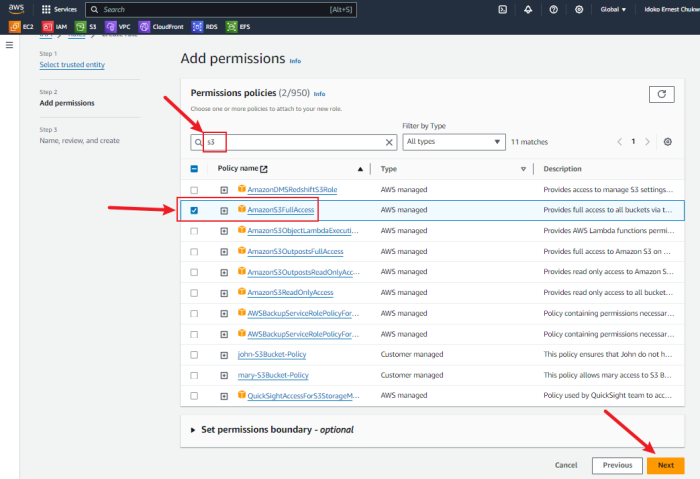 aws
Services
Search
[Alt+S]
Global
Idoko Ernest Chukw
EC2
IAM
S3
VPC
CloudFront
RDS
EFS
Step 1
Select trusted entity
Step 2
Add permissions
Step 3
Name, review, and create
Add permissions Info
Permissions policies (2/950) Info
Choose one or more policies to attach to your new role.
Filter by Type
s3
All types
11 matches
1
Policy name
Type
Description
AmazonDMSRedshiftS3Role
AWS managed
Provides access to manage S3 settings...
AmazonS3FullAccess
AWS managed
Provides full access to all buckets via t...
AmazonS3ObjectLambdaExecuti...
AWS managed
Provides AWS Lambda functions permi...
AmazonS3OutpostsFullAccess
AWS managed
Provides full access to Amazon S3 on ...
AmazonS3OutpostsReadOnlyAcc...
AWS managed
Provides read only access to Amazon S...
AmazonS3ReadOnlyAccess
AWS managed
Provides read only access to all bucket...
AWSBackupServiceRolePolicyFor...
AWS managed
Policy containing permissions necessar...
AWSBackupServiceRolePolicyFor...
AWS managed
Policy containing permissions necessar...
john-S3Bucket-Policy
Customer managed
This policy ensures that John do not h...
mary-S3Bucket-Policy
Customer managed
This policy allows mary access to S3 B...
QuickSightAccessForS3StorageM...
AWS managed
Policy used by QuickSight team to acc...
Set permissions boundary - optional
Cancel
Previous
Next